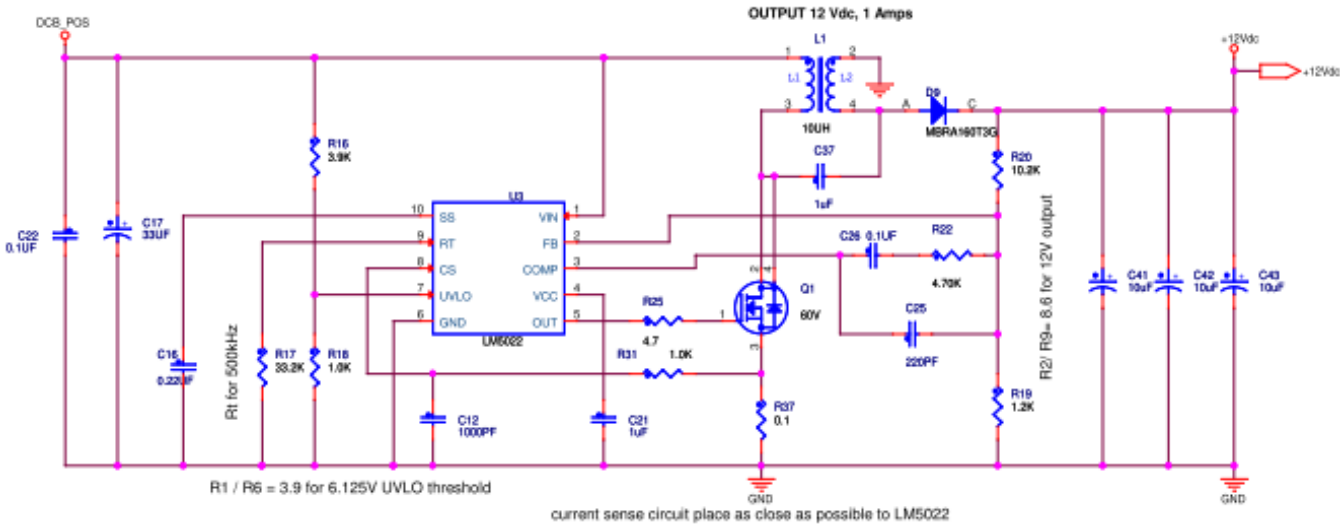 OUTPUT 12 Vdc, 1 Amps
DCB_POS
+12Vdc
+12Vdc
L1
1
2
L1
L2
3
4
10UH
A
D9
C
MBRA160T3G
R16
3.9K
C37
1uF
R20
10.2K
U3
10
SS
VIN
1
9
RT
FB
2
8
CS
COMP
3
7
UVLO
VCC
4
6
GND
OUT
5
LM5022
C22
0.1UF
C17
33UF
C26
0.1UF
R22
4.70K
C25
220PF
2
4
Q1
60V
1
3
R25
4.7
R31
1.0K
C41
10uF
C42
10uF
C43
10uF
R2/ R9= 8.6 for 12V output
C16
Rt for 500kHz
R17
33.2K
R18
1.0K
R19
1.2K
C12
1000PF
C21
1uF
R37
0.1
GND
GND
R1 / R6 = 3.9 for 6.125V UVLO threshold
current sense circuit place as close as possible to LM5022